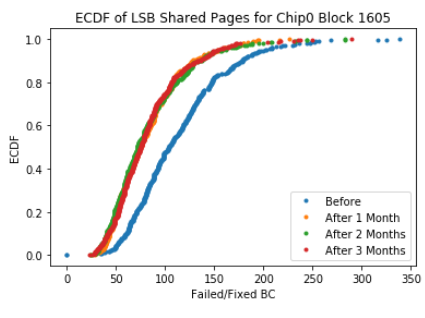 ECDF of LSB Shared Pages for Chip0 Block 1605
1.0
0.8
0.6
0.4
0.2
0.0
ECDF
0
50
100
150
200
250
300
350
Failed/Fixed BC
Before
After 1 Month
After 2 Months
After 3 Months